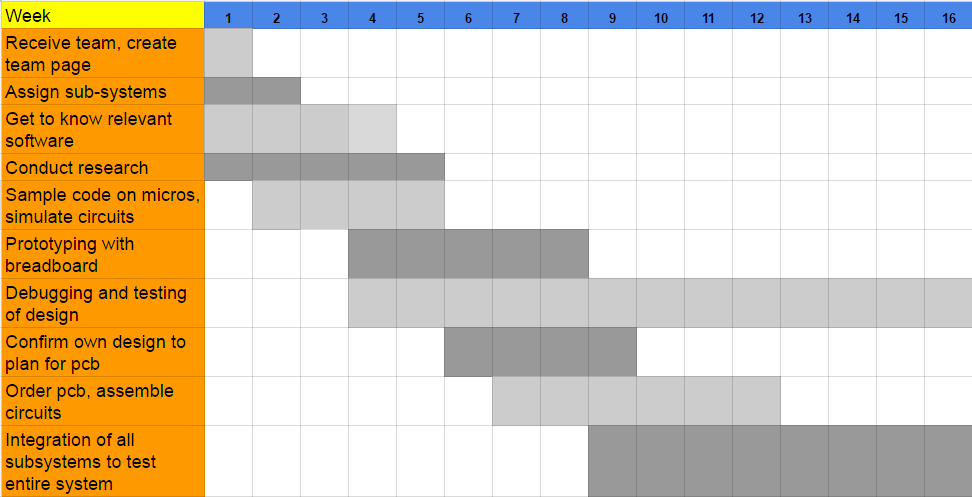 Week 1 2 3 4 5 6 7 8 9 10 11 12 13 14 15 16
Receive team, create
team page
Assign sub-systems
Get to know relevant
software
Conduct research
Sample code on micros,
simulate circuits
Prototyping with
breadboard
Debugging and testing
of design
Confirm own design to
plan for pcb
Order pcb, assemble
circuits
Integration of all
subsystems to test
entire system